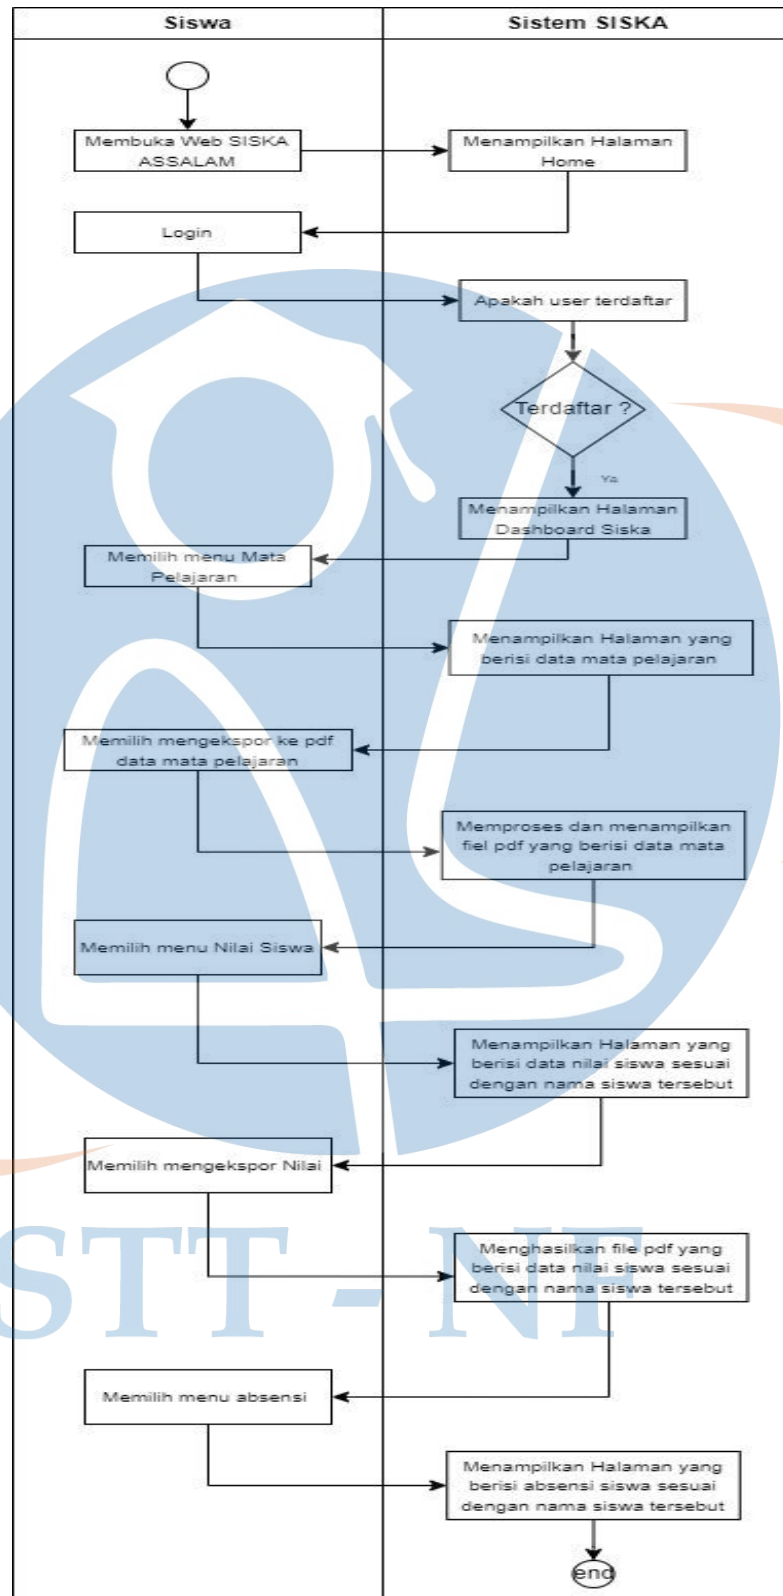 Siswa
Sistem SISKA
Membuka Web SISKA
ASSALAM
Menampilkan Halaman
Home
Login
Apakah user terdaftar
Terdaftar ?
Ya
Menampilkan Halaman
Dashboard Siska
Memilih menu Mata
Pelajaran
Menampilkan Halaman yang
berisi data mata pelajaran
Memilih mengekspor ke pdf
data mata pelajaran
Memproses dan menampilkan
fiel pdf yang berisi data mata
pelajaran
Memilih menu Nilai Siswa
Menampilkan Halaman yang
berisi data nilai siswa sesuai
dengan nama siswa tersebut
Memilih mengekspor Nilai
Menghasilkan file pdf yang
berisi data nilai siswa sesuai
dengan nama siswa tersebut
STT - NF
Memilih menu absensi
Menampilkan Halaman yang
berisi absensi siswa sesuai
dengan nama siswa tersebut
end